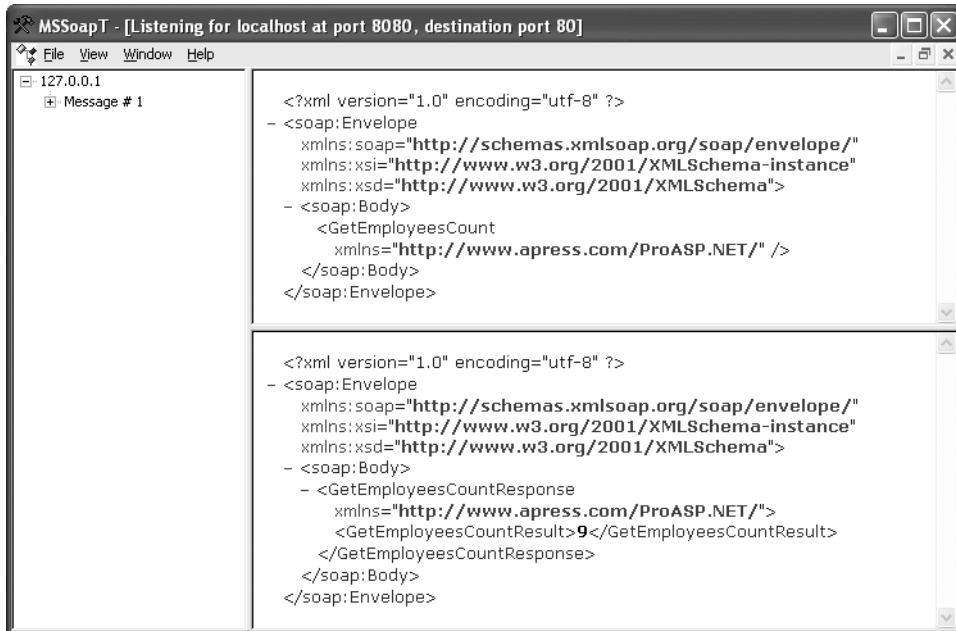 MSSoapT - [Listening for localhost at port 8080, destination port 80]
File View Window Help
127.0.0.1
Message # 1
<?xml version="1.0" encoding="utf-8" ?>
- <soap:Envelope
xmlns:soap="http://schemas.xmlsoap.org/soap/envelope/"
xmlns:xsi="http://www.w3.org/2001/XMLSchema-instance"
xmlns:xsd="http://www.w3.org/2001/XMLSchema">
- <soap:Body>
<GetEmployeesCount
xmlns="http://www.apress.com/ProASP.NET/" />
</soap:Body>
</soap:Envelope>
<?xml version="1.0" encoding="utf-8" ?>
- <soap:Envelope
xmlns:soap="http://schemas.xmlsoap.org/soap/envelope/"
xmlns:xsi="http://www.w3.org/2001/XMLSchema-instance"
xmlns:xsd="http://www.w3.org/2001/XMLSchema">
- <soap:Body>
- <GetEmployeesCountResponse
xmlns="http://www.apress.com/ProASP.NET/">
<GetEmployeesCountResult>9</GetEmployeesCountResult>
</GetEmployeesCountResponse>
</soap:Body>
</soap:Envelope>